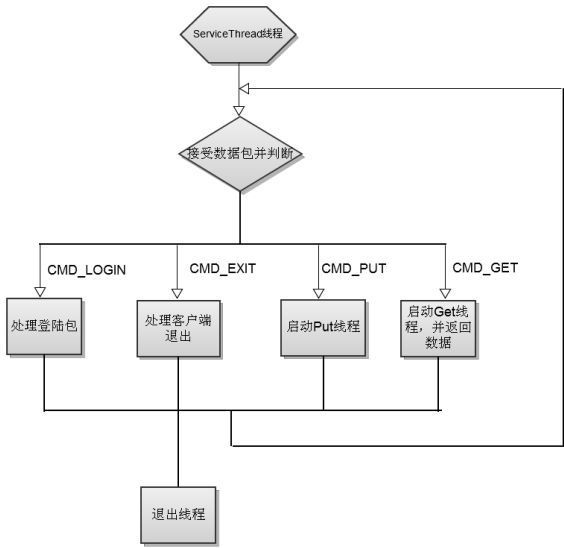 ServiceThread线程
接受数据包并判断
CMD_LOGIN
CMD_EXIT
CMD_PUT
CMD_GET
处理登陆包
处理客户端
退出
启动Put线程
启动Get线
程，并返回
数据
退出线程